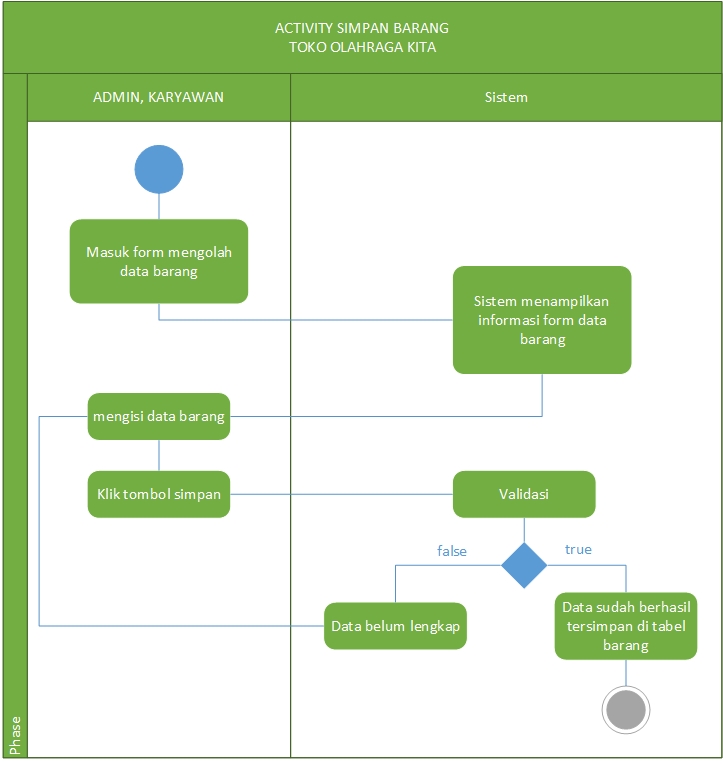 ACTIVITY SIMPAN BARANG
TOKO OLAHRAGA KITA
ADMIN, KARYAWAN
Sistem
Masuk form mengolah
data barang
Sistem menampilkan
informasi form data
barang
mengisi data barang
Klik tombol simpan
Validasi
false
true
Data belum lengkap
Data sudah berhasil
tersimpan di tabel
barang
Phase